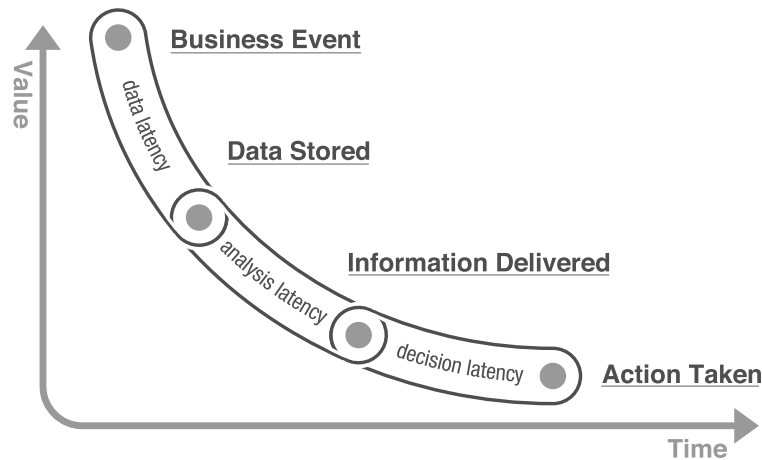 Business Event
Value
data latency
Data Stored
analysis latency
Information Delivered
decision latency
Action Taken
Time